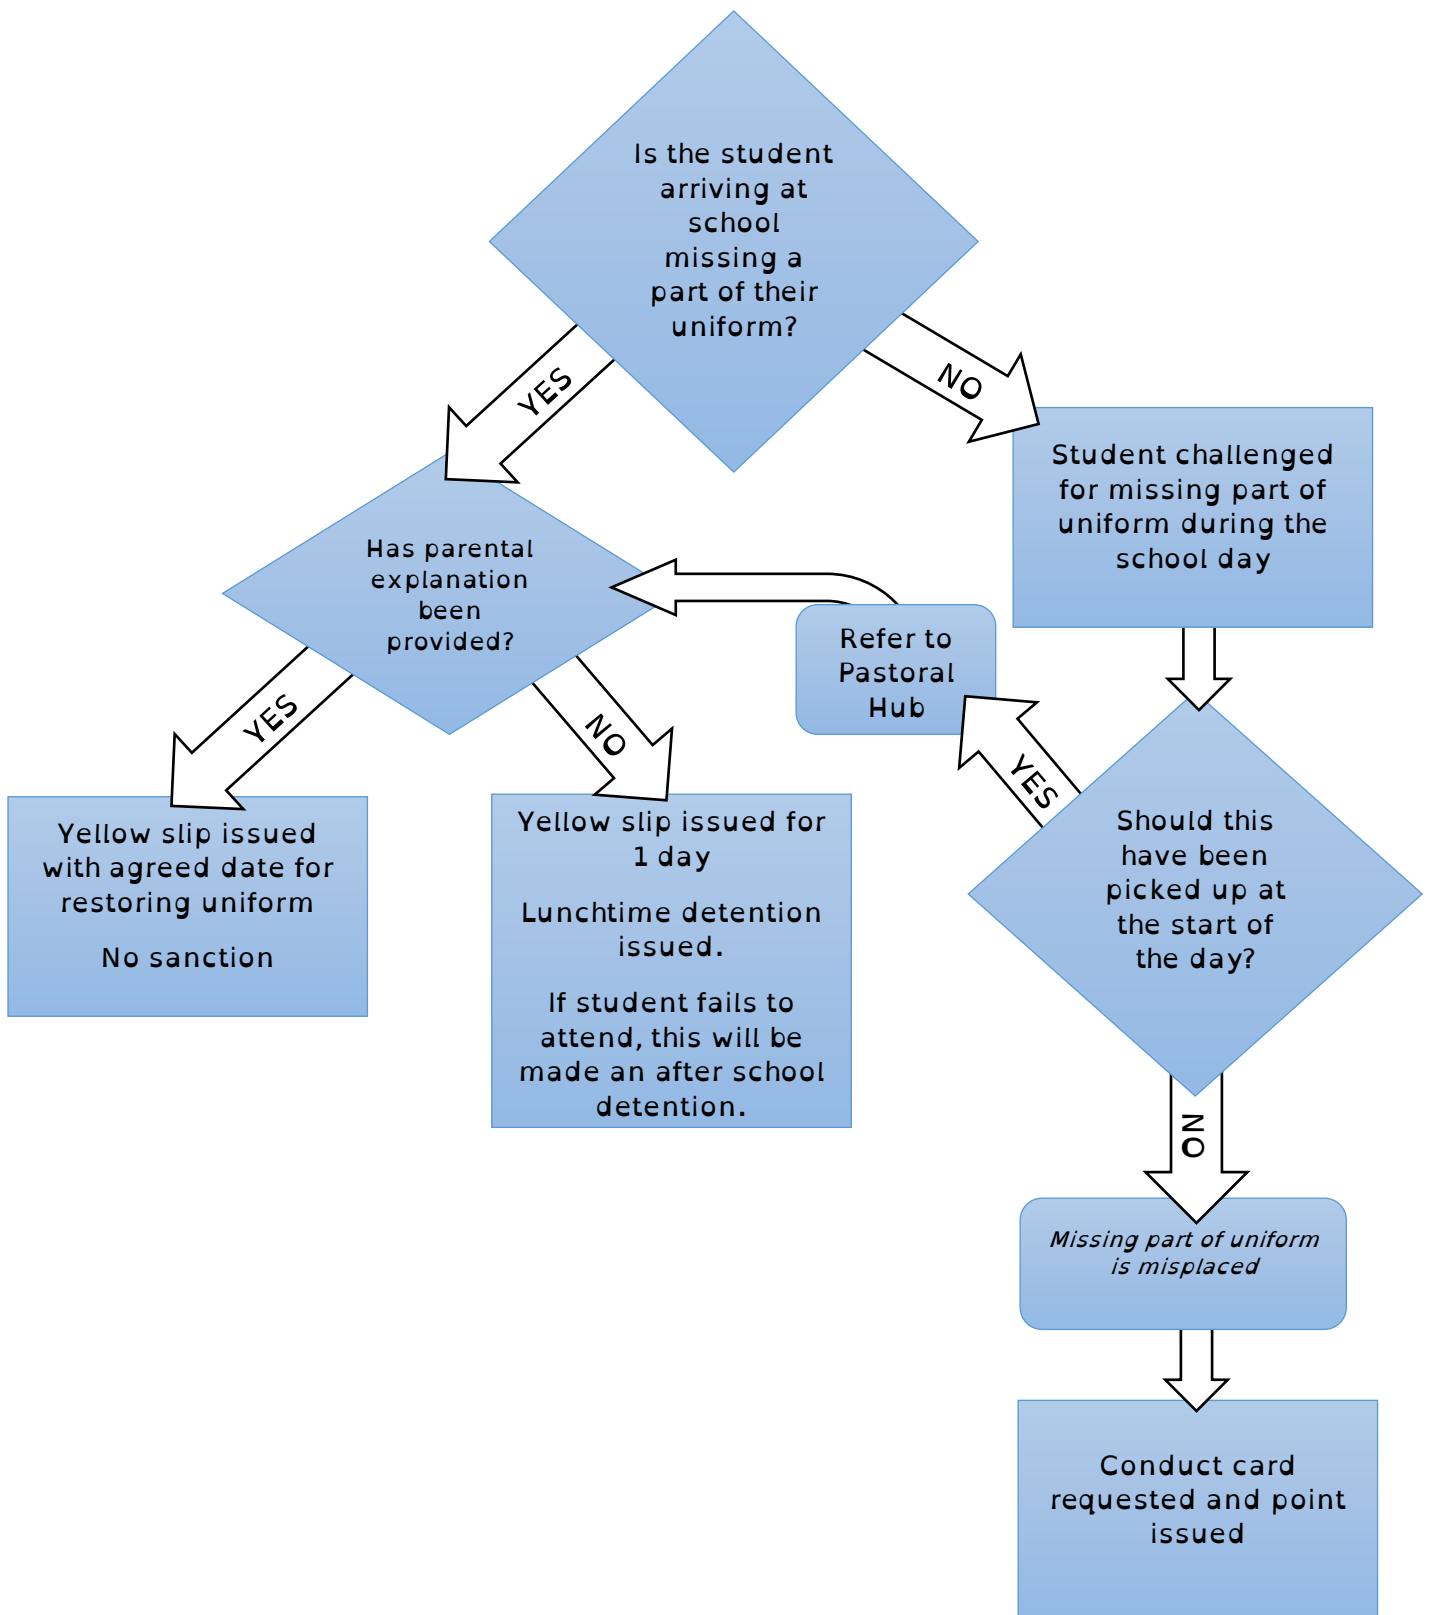 Is the student
arriving at
school
missing a
part of their
uniform?
YES
NO
Student challenged
for missing part of
uniform during the
school day
Has parental
explanation
been
provided?
Refer to
Pastoral
Hub
YES
NO
YES
Yellow slip issued
with agreed date for
restoring uniform
No sanction
Yellow slip issued for
1 day
Lunchtime detention
issued.
If student fails to
attend, this will be
made an after school
detention.
Should this
have been
picked up at
the start of
the day?
NO
Missing part of uniform
is misplaced
Conduct card
requested and point
issued